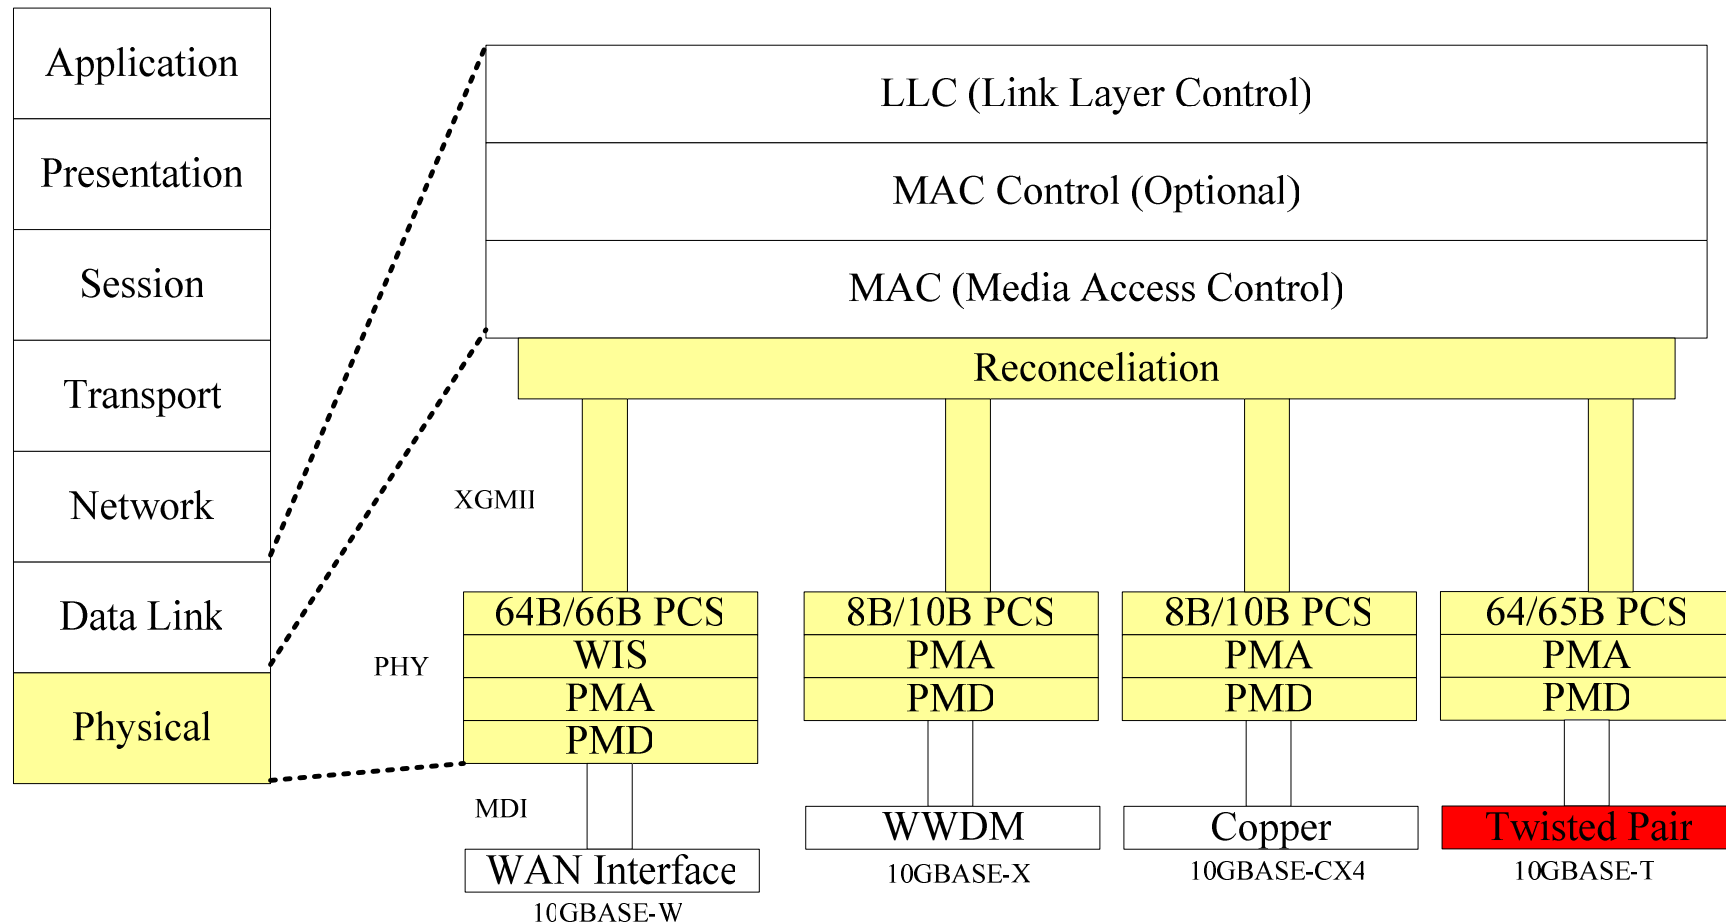 Application
Presentation
Session
Transport
Network
Data Link
Physical
LLC (Link Layer Control)
MAC Control (Optional)
MAC (Media Access Control)
Reconceliation
XGMII
PHY
MDI
64B/66B PCS
WIS
PMA
PMD
WAN Interface
10GBASE-W
8B/10B PCS
PMA
PMD
WWDM
10GBASE-X
8B/10B PCS
PMA
PMD
Copper
10GBASE-CX4
64/65B PCS
PMA
PMD
Twisted Pair
10GBASE-T